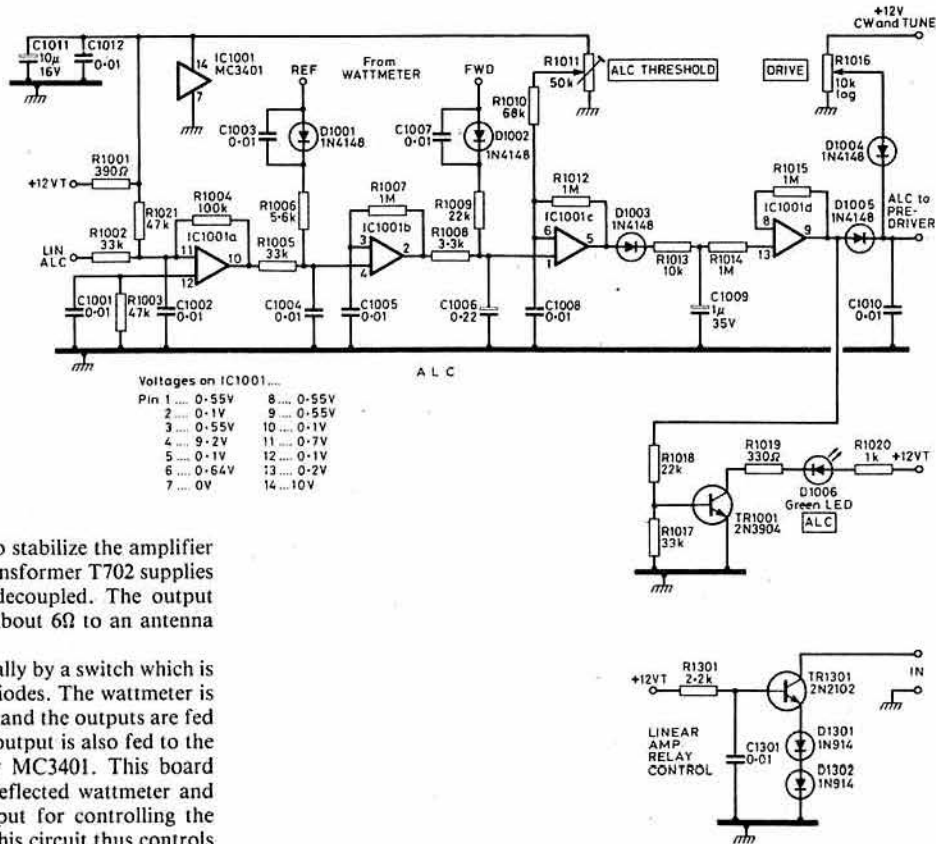 +12V
CW and TUNE
C1011
10µ
16V
C1012
0·01
14
IC1001
MC3401
7
REF
From
WATTMETER
FWD
R1011
50k
ALC THRESHOLD
DRIVE
R1016
10k
log
R1010
68k
C1003
0·01
D1001
1N4148
C1007
0·01
D1002
1N4148
D1004
1N4148
R1001
390Ω
+12VT
R1021
47k
R1004
100k
R1006
5·6k
R1007
1M
R1009
22k
R1012
1M
R1015
1M
IC1001a
IC1001b
IC1001c
IC1001d
D1003
D1005
1N4148
ALC to
PRE-
DRIVER
R1002
33k
LIN
ALC
11
12
10
R1005
33k
3
4
2
R1008
3·3k
6
1
5
R1013
10k
R1014
1M
8
13
9
C1001
0·01
R1003
47k
C1002
0·01
C1004
0·01
C1005
0·01
C1006
0·22
C1008
0·01
C1009
1µ
35V
C1010
0·01
ALC
Voltages on IC1001....
Pin 1 .... 0·55V 8 .... 0·55V
2 .... 0·1V 9 .... 0·55V
3 .... 0·55V 10 .... 0·1V
4 .... 9·2V 11 .... 0·7V
5 .... 0·1V 12 .... 0·1V
6 .... 0·64V 13 .... 0·2V
7 .... 0V 14 ... 10V
R1018
22k
R1017
33k
TR1001
2N3904
R1019
330Ω
D1006
Green LED
ALC
R1020
1k
+12VT
o stabilize the amplifier
nsformer T702 supplies
decoupled. The output
bout 6Ω to an antenna
ally by a switch which is
iodes. The wattmeter is
and the outputs are fed
output is also fed to the
MC3401. This board
eflected wattmeter and
put for controlling the
his circuit thus controls
+12VT
R1301
2·2k
LINEAR
AMP
RELAY
CONTROL
C1301
0·01
TR1301
2N2102
D1301
1N914
D1302
1N914
IN